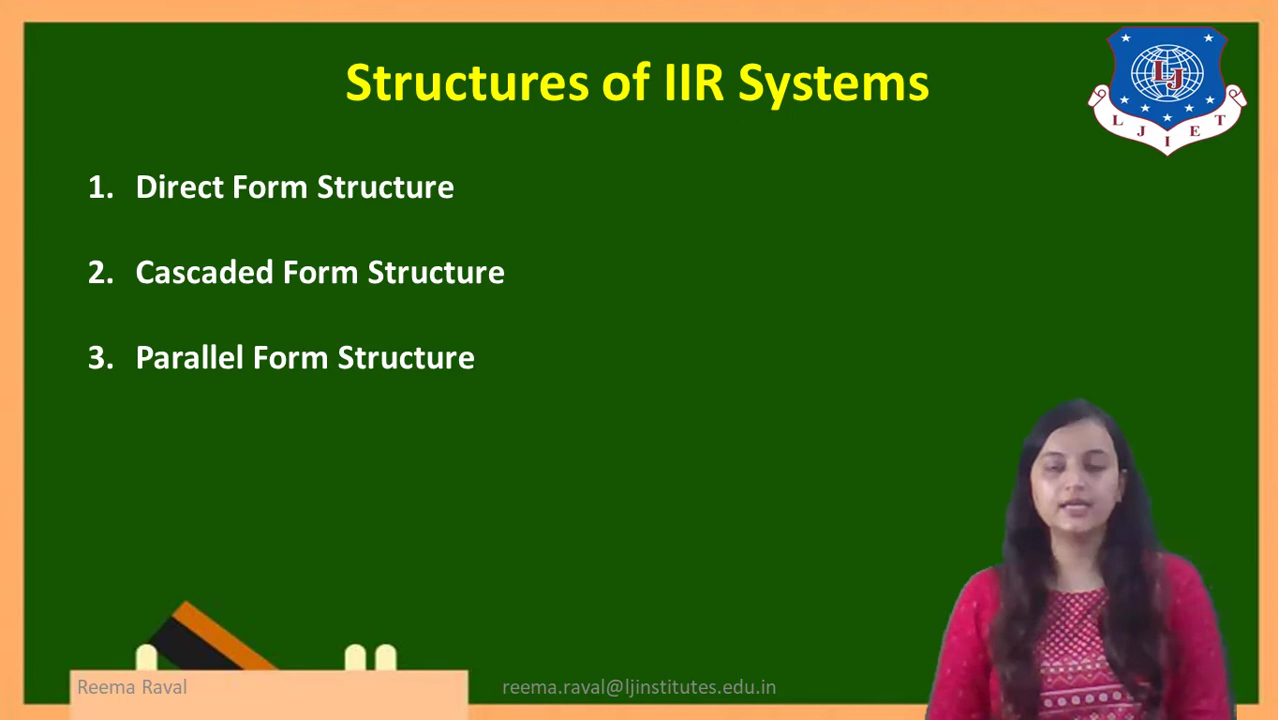 Structures of IIR Systems
LJ
L J I E T
1. Direct Form Structure
2. Cascaded Form Structure
3. Parallel Form Structure
Reema Raval
reema.raval@ljinstitutes.edu.in